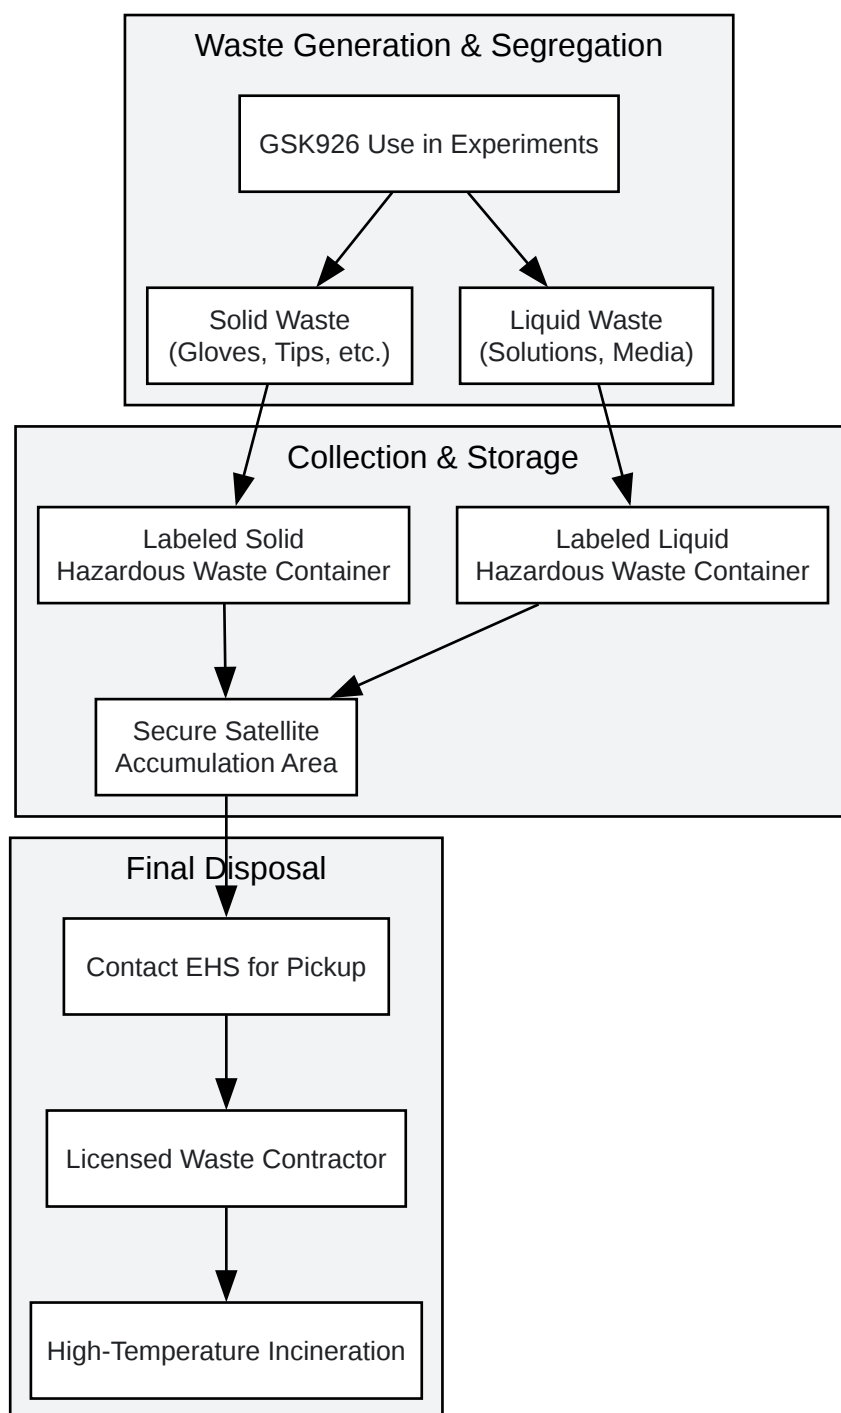 Waste Generation & Segregation
GSK926 Use in Experiments
Solid Waste
(Gloves, Tips, etc.)
Liquid Waste
(Solutions, Media)
Collection & Storage
Labeled Solid
Hazardous Waste Container
Labeled Liquid
Hazardous Waste Container
Secure Satellite
Accumulation Area
Final Disposal
Contact EHS for Pickup
Licensed Waste Contractor
High-Temperature Incineration